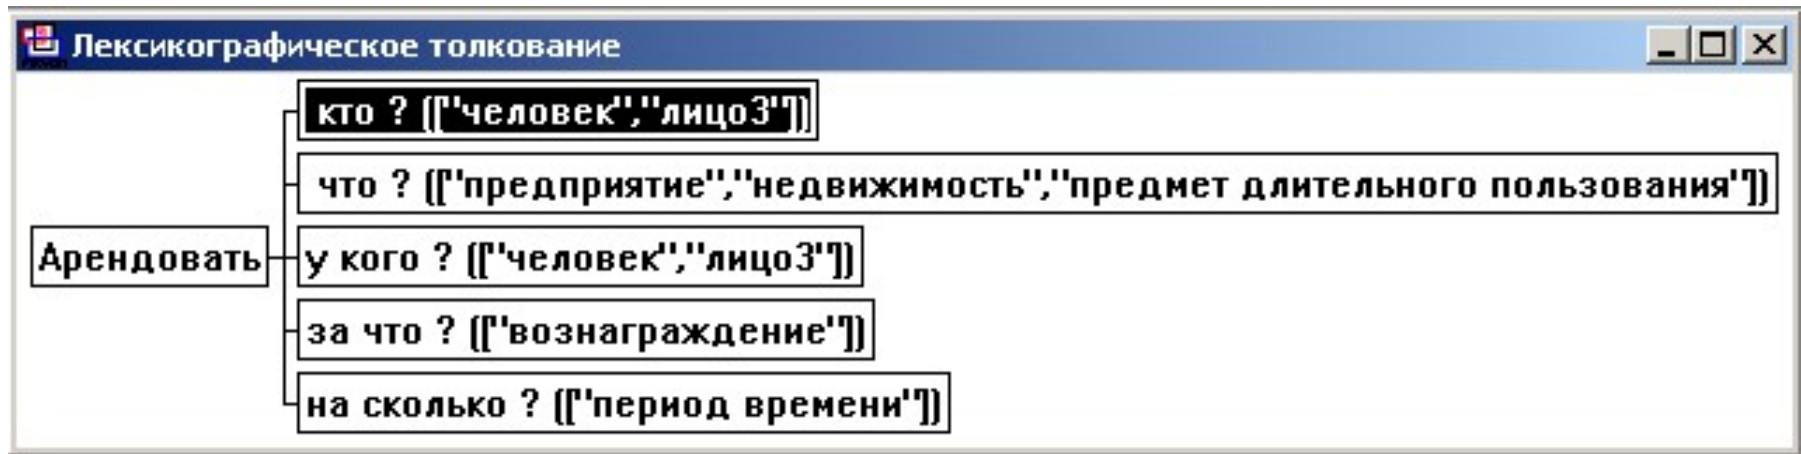 Лексикографическое толкование
кто ? (["человек","лицо3"])
что ? (["предприятие","недвижимость","предмет длительного пользования"])
Арендовать
у кого ? (["человек","лицо3"])
за что ? (["вознаграждение"])
на сколько ? (["период времени"])